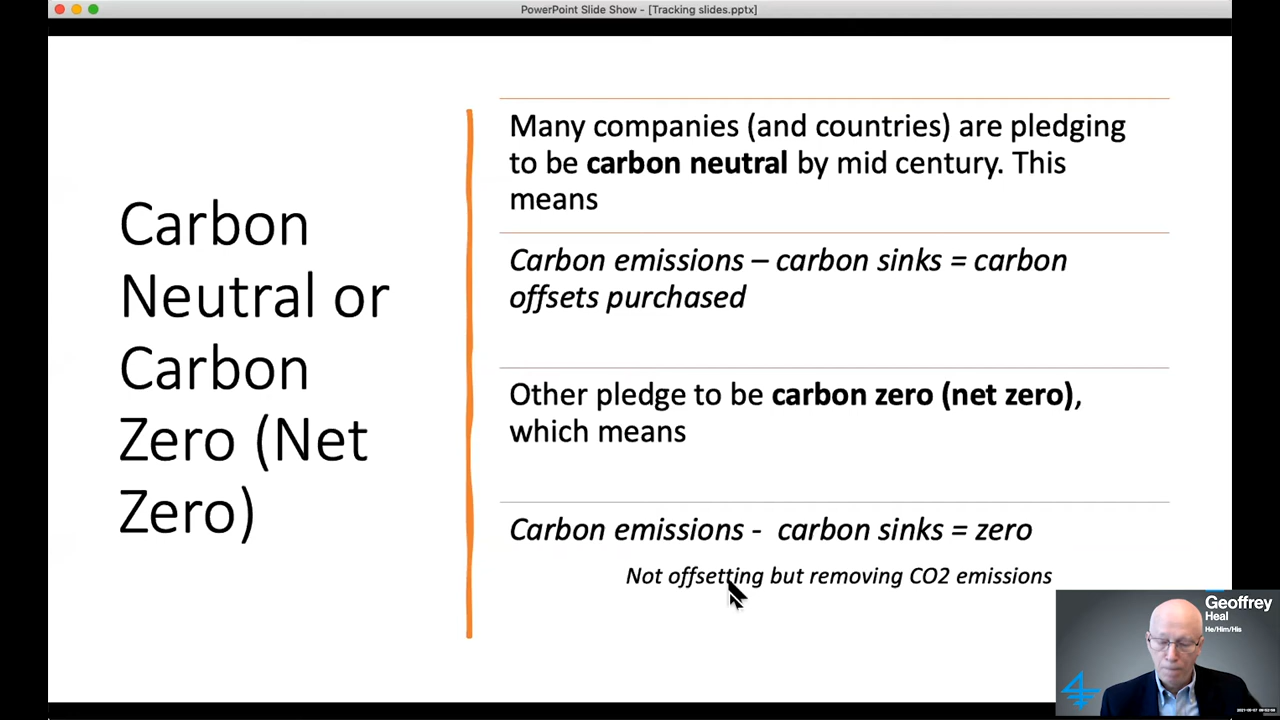 PowerPoint Slide Show - [Tracking slides.pptx]
Carbon
Neutral or
Carbon
Zero (Net
Zero)
Many companies (and countries) are pledging
to be carbon neutral by mid century. This
means
Carbon emissions – carbon sinks = carbon
offsets purchased
Other pledge to be carbon zero (net zero),
which means
Carbon emissions - carbon sinks = zero
Not offsetting but removing CO2 emissions
Geoffrey
Heal
He/Him/His